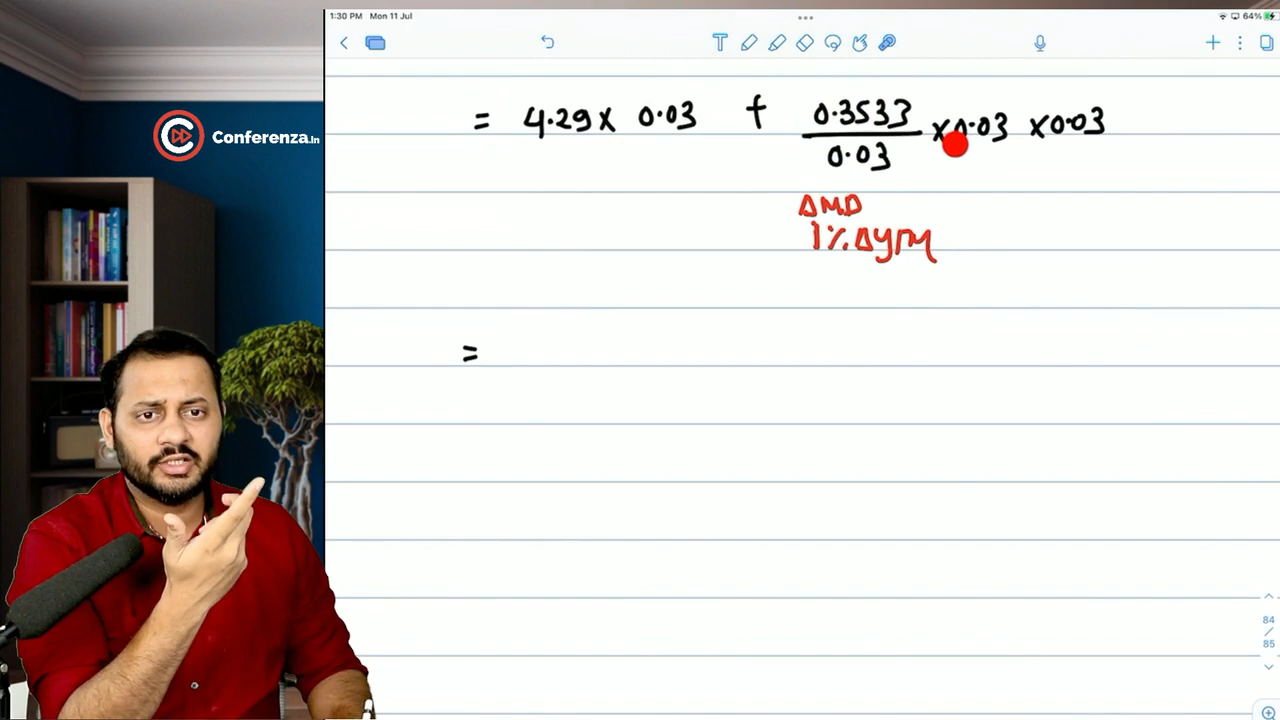 1:30 PM Mon 11 Jul
64%
Conferenza.In
= 4.29 x 0.03 + 0.3533 x 0.03 x 0.03
0.03
ΔMD
1% Δytm
=
84
/
85